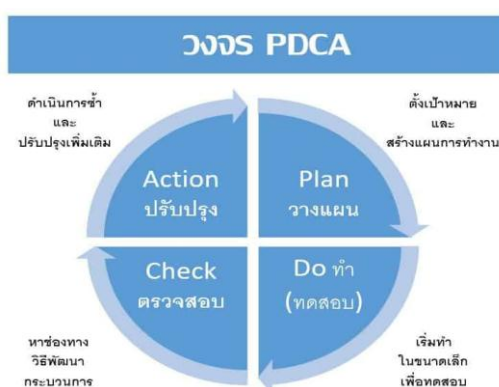 วงจร PDCA
ดำเนินการซ้ำ
และ
ปรับปรุงเพิ่มเติม
ตั้งเป้าหมาย
และ
สร้างแผนการทำงาน
Action
ปรับปรุง
Plan
วางแผน
Check
ตรวจสอบ
Do ทำ
(ทดสอบ)
หาช่องทาง
วิธีพัฒนา
กระบวนการ
เริ่มทำ
ในขนาดเล็ก
เพื่อทดสอบ